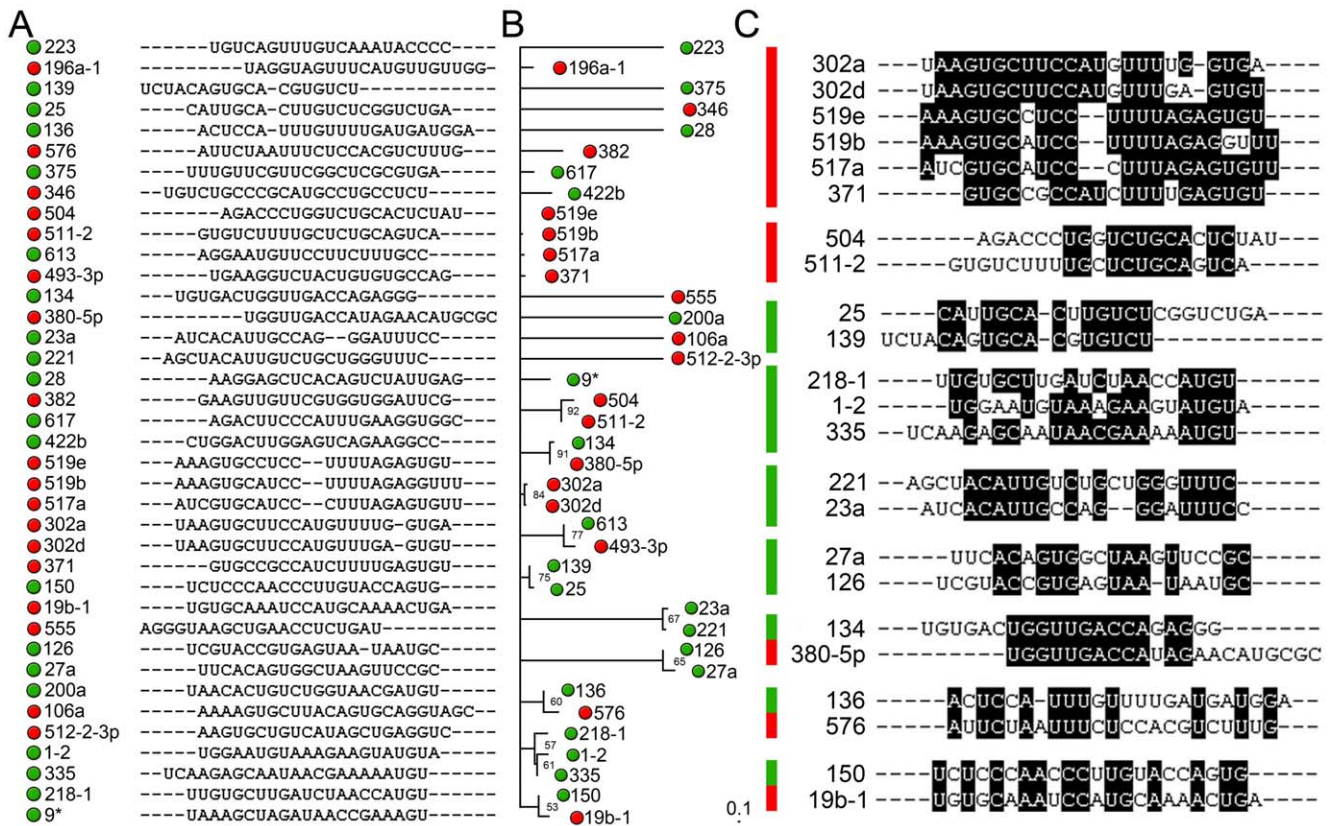 A
223 ------UGUCAGUUUGUCAAAUACCCC----
196a-1 ---------UAGGUAGUUUCAUGUUGUUGG--
139 UCUACAGUGCA-CGUGUCU------------
25 ----CAUUGCA-CUUGUCUCGGUCUGA----
136 -----ACUCCA-UUUGUUUUGAUGAUGGA---
576 -----AUUCUAAUUUCUCCACGUCUUUG----
375 ----UUUGUUCGUUCGGCUCGCGUGA-----
346 --UGUCUGCCCGCAUGCCUGCCUCU------
504 -------AGACCCUGGUCUGCACUCUAU---
511-2 -----GUGUCUUUUGCUCUGCAGUCA-----
613 -----AGGAAUGUUCCUUCUUUGCC------
493-3p ------UGAAGGUCUACUGUGUGCCAG----
134 ---UGUGACUGGUUGACCAGAGGG-------
380-5p ---------UGGUUGACCAUAGAACAUGCGC
23a ---AUCACAUUGCCAG--GGAUUUCC-----
221 --AGCUACAUUGUCUGCUGGGUUUC------
28 ------AAGGAGCUCACAGUCUAUUGAG---
382 -----GAAGUUGUUCGUGGUGGAUUCG----
617 ------AGACUUCCCAUUUGAAGGUGGC---
422b ----CUGGACUUGGAGUCAGAAGGCC-----
519e ---AAAGUGCCUCC--UUUUAGAGUGU----
519b ---AAAGUGCAUCC--UUUUAGAGGUUU---
517a ---AUCGUGCAUCC--CUUUAGAGUGUU---
302a ---UAAGUGCUUCCAUGUUUUG-GUGA----
302d ---UAAGUGCUUCCAUGUUUGA-GUGU----
371 ------GUGCCGCCAUCUUUUGAGUGU----
150 ----UCUCCCAACCCUUGUACCAGUG-----
19b-1 ----UGUGCAAAUCCAUGCAAAACUGA----
555 AGGGUAAGCUGAACCUCUGAU----------
126 ----UCGUACCGUGAGUAA-UAAUGC-----
27a -----UUCACAGUGGCUAAGUUCCGC-----
200a ----UAACACUGUCUGGUAACGAUGU-----
106a -----AAAAGUGCUUACAGUGCAGGUAGC--
512-2-3p -----AAGUGCUGUCAUAGCUGAGGUC----
1-2 -----UGGAAUGUAAAGAAGUAUGUA-----
335 --UCAAGAGCAAUAACGAAAAAUGU------
218-1 ----UUGUGCUUGAUCUAACCAUGU------
9* ----UAAAGCUAGAUAACCGAAAGU------
B
223
196a-1
375
346
28
382
617
422b
519e
519b
517a
371
555
200a
106a
512-2-3p
9*
504
92
511-2
134
91
380-5p
302a
84
302d
613
77
493-3p
139
75
25
23a
67
221
126
65
27a
136
60
576
218-1
57
1-2
61
335
150
53
19b-1
0.1
C
302a ---UAAGUGCUUCCAUGUUUUG-GUGA----
302d ---UAAGUGCUUCCAUGUUUGA-GUGU----
519e ---AAAGUGCCUCC--UUUUAGAGUGU----
519b ---AAAGUGCAUCC--UUUUAGAGGUUU---
517a ---AUCGUGCAUCC--CUUUAGAGUGUU---
371 ------GUGCCGCCAUCUUUUGAGUGU----
504 -------AGACCCUGGUCUGCACUCUAU---
511-2 -----GUGUCUUUUGCUCUGCAGUCA-----
25 ----CAUUGCA-CUUGUCUCGGUCUGA----
139 UCUACAGUGCA-CGUGUCU------------
218-1 ----UUGUGCUUGAUCUAACCAUGU------
1-2 -----UGGAAUGUAAAGAAGUAUGUA-----
335 --UCAAGAGCAAUAACGAAAAAUGU------
221 --AGCUACAUUGUCUGCUGGGUUUC------
23a ---AUCACAUUGCCAG--GGAUUUCC-----
27a -----UUCACAGUGGCUAAGUUCCGC-----
126 ----UCGUACCGUGAGUAA-UAAUGC-----
134 ---UGUGACUGGUUGACCAGAGGG-------
380-5p ---------UGGUUGACCAUAGAACAUGCGC
136 -----ACUCCA-UUUGUUUUGAUGAUGGA--
576 -----AUUCUAAUUUCUCCACGUCUUUG---
150 ----UCUCCCAACCCUUGUACCAGUG-----
19b-1 ----UGUGCAAAUCCAUGCAAAACUGA----